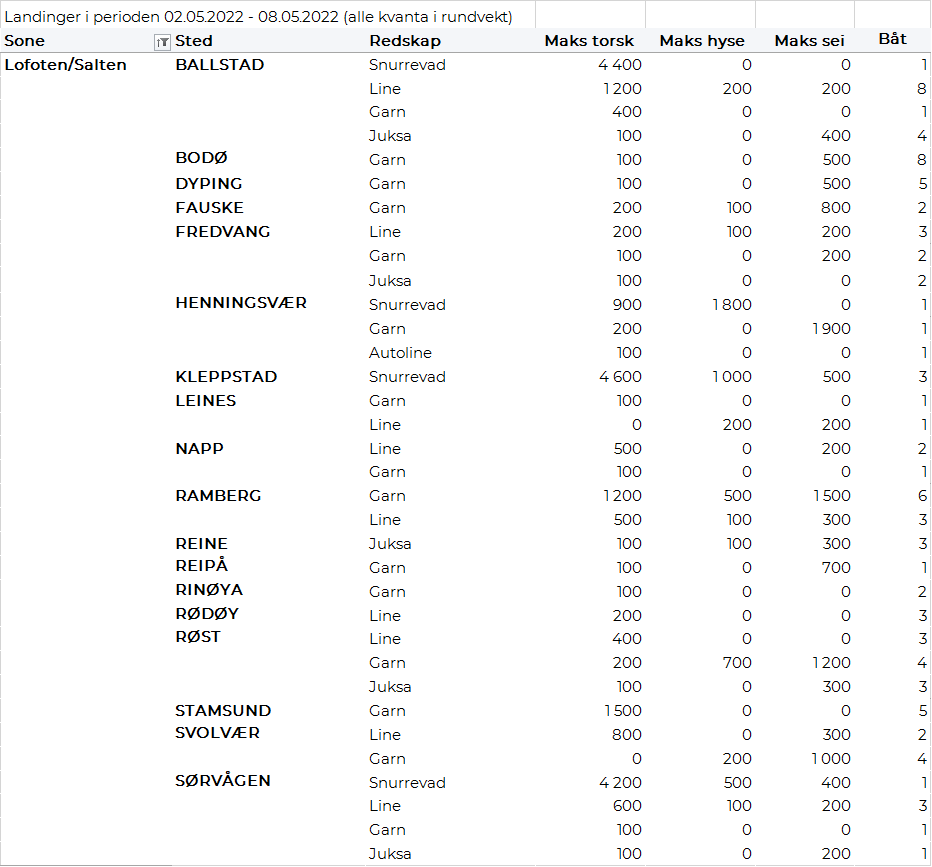 Landinger i perioden 02.05.2022 - 08.05.2022 (alle kvanta i rundvekt)
Sone Sted Redskap Maks torsk Maks hyse Maks sei Båt
Lofoten/Salten BALLSTAD Snurrevad 4 400 0 0 1
Line 1 200 200 200 8
Garn 400 0 0 1
Juksa 100 0 400 4
BODØ Garn 100 0 500 8
DYPING Garn 100 0 500 5
FAUSKE Garn 200 100 800 2
FREDVANG Line 200 100 200 3
Garn 100 0 200 2
Juksa 100 0 0 2
HENNINGSVÆR Snurrevad 900 1 800 0 1
Garn 200 0 1 900 1
Autoline 100 0 0 1
KLEPPSTAD Snurrevad 4 600 1 000 500 3
LEINES Garn 100 0 0 1
Line 0 200 200 1
NAPP Line 500 0 200 2
Garn 100 0 0 1
RAMBERG Garn 1 200 500 1 500 6
Line 500 100 300 3
REINE Juksa 100 100 300 3
REIPÅ Garn 100 0 700 1
RINØYA Garn 100 0 0 2
RØDØY Line 200 0 0 3
RØST Line 400 0 0 3
Garn 200 700 1 200 4
Juksa 100 0 300 3
STAMSUND Garn 1 500 0 0 5
SVOLVÆR Line 800 0 300 2
Garn 0 200 1 000 4
SØRVÅGEN Snurrevad 4 200 500 400 1
Line 600 100 200 3
Garn 100 0 0 1
Juksa 100 0 200 1